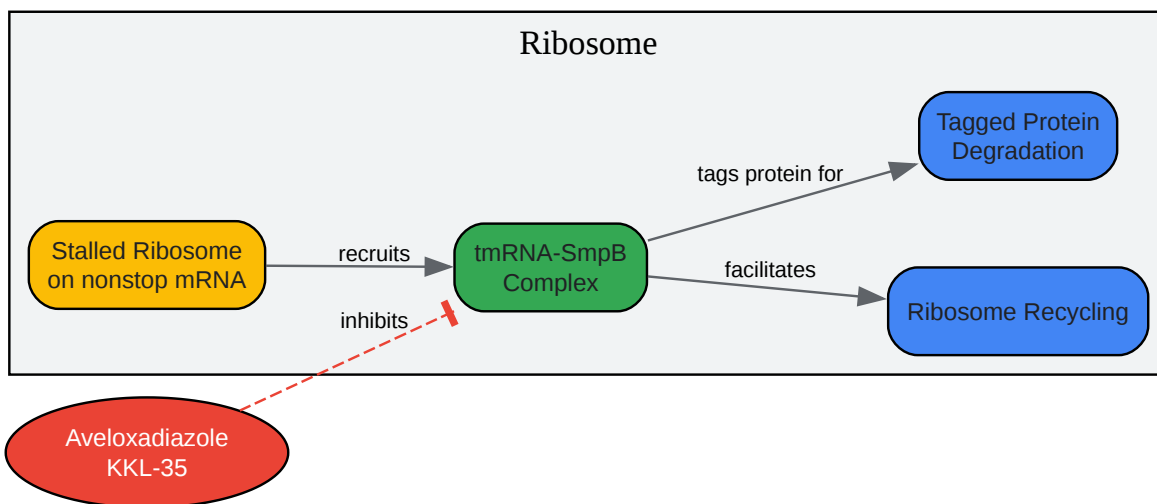 Ribosome
Tagged Protein
Degradation
tags protein for
Stalled Ribosome
on nonstop mRNA
recruits
tmRNA-SmpB
Complex
facilitates
Ribosome Recycling
inhibits
Aveloxadiazole
KKL-35